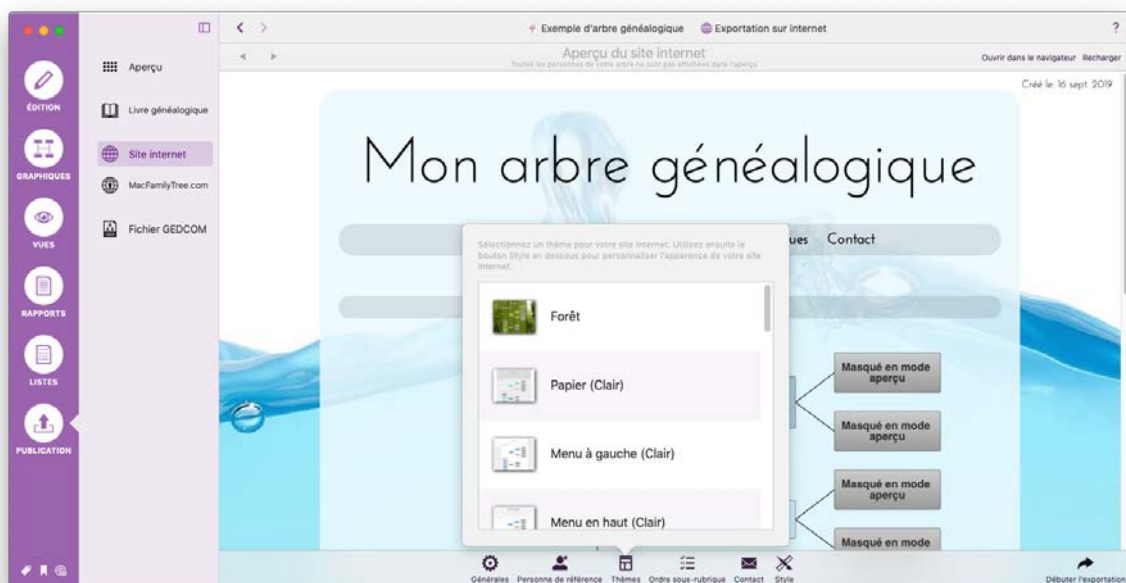 Exemple d'arbre généalogique Exportation sur internet ?
Aperçu du site internet
Toutes les personnes de votre arbre ne sont pas affichées dans l'aperçu
Ouvrir dans le navigateur Recharger
ÉDITION
GRAPHIQUES
VUES
RAPPORTS
LISTES
PUBLICATION
Aperçu
Livre généalogique
Site internet
MacFamilyTree.com
Fichier GEDCOM
Créé le: 16 sept. 2019
Mon arbre généalogique
ues Contact
Sélectionnez un thème pour votre site internet. Utilisez ensuite le
bouton Style en dessous pour personnaliser l'apparence de votre site
internet.
Forêt
Papier (Clair)
Menu à gauche (Clair)
Menu en haut (Clair)
Masqué en mode
aperçu
Masqué en mode
aperçu
Masqué en mode
aperçu
Masqué en mode
Générales Personne de référence Thèmes Ordre sous-rubrique Contact Style
Débuter l'exportation